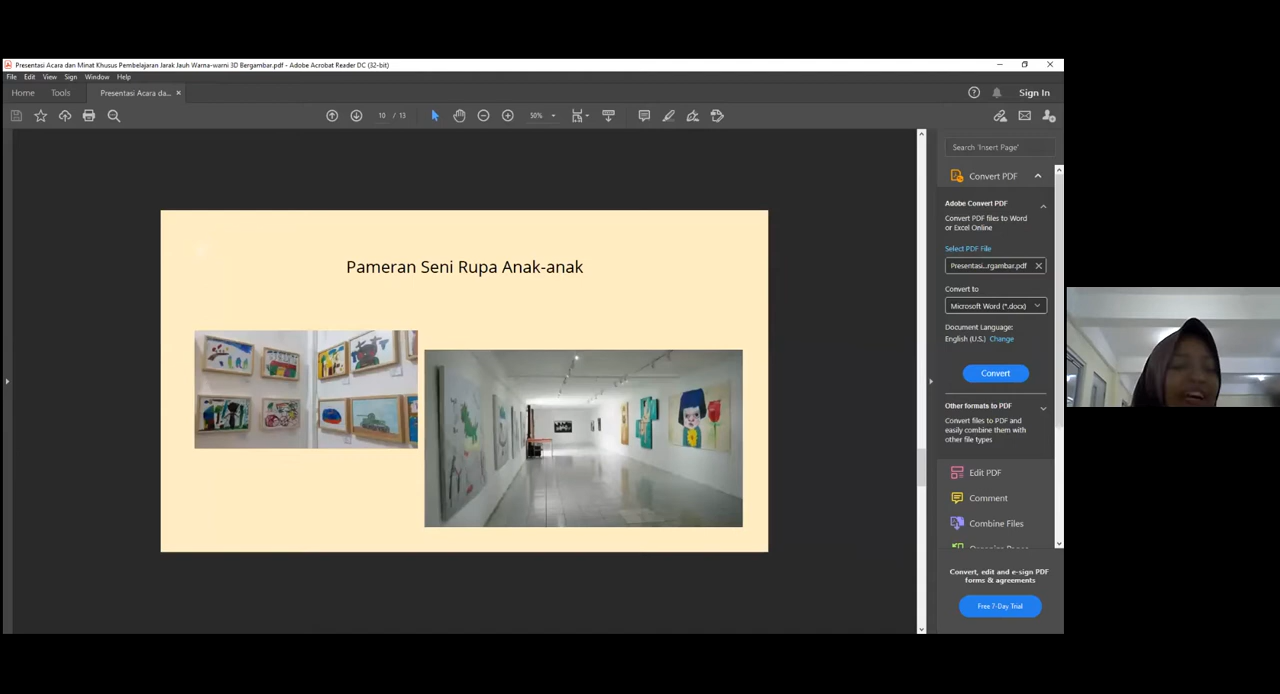 Presentasi Acara dan Minat Khusus Pembelajaran Jarak Jauh Warna-warni 3D Bergambar.pdf - Adobe Acrobat Reader DC (32-bit)
File Edit View Sign Window Help
Home Tools Presentasi Acara da... × Sign In
10 / 13 50%
Pameran Seni Rupa Anak-anak
Search 'Insert Page'
Convert PDF
Adobe Convert PDF
Convert PDF files to Word
or Excel Online
Select PDF File
Presentasi...rgambar.pdf
Convert to
Microsoft Word (*.docx)
Document Language:
English (U.S.) Change
Convert
Other formats to PDF
Convert files to PDF and
easily combine them with
other file types
Edit PDF
Comment
Combine Files
Organize Pages
Convert, edit and e-sign PDF
forms & agreements
Free 7-Day Trial